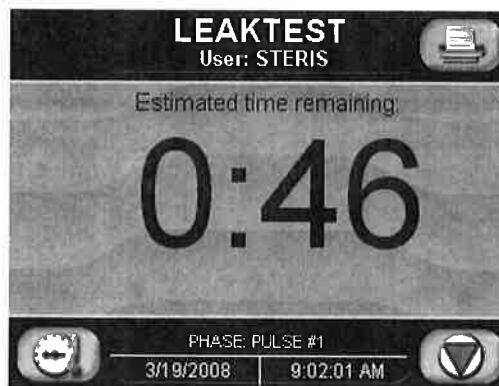 LEAKTEST
User: STERIS
Estimated time remaining:
0:46
PHASE: PULSE #1
3/19/2008
9:02:01 AM